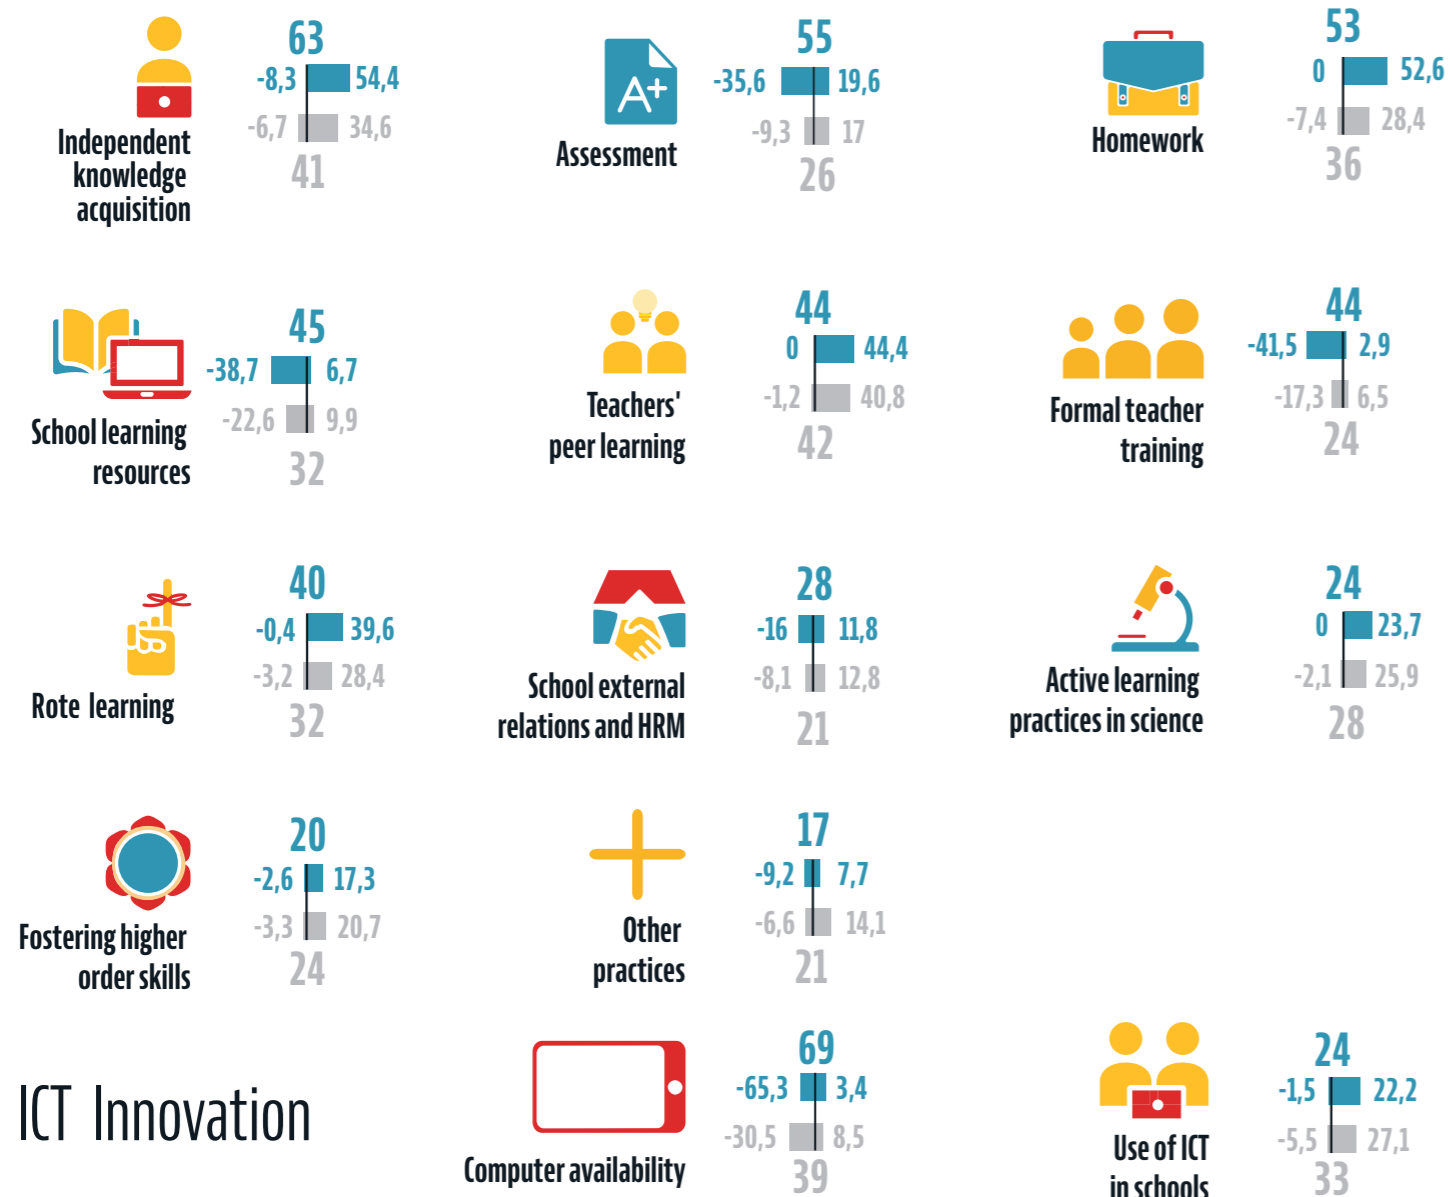 63
-8,3 54,4
-6,7 34,6
41
Independent
knowledge
acquisition
A+
55
-35,6 19,6
-9,3 17
26
Assessment
53
0 52,6
-7,4 28,4
36
Homework
45
-38,7 6,7
-22,6 9,9
32
School learning
resources
44
0 44,4
-1,2 40,8
42
Teachers'
peer learning
44
-41,5 2,9
-17,3 6,5
24
Formal teacher
training
40
-0,4 39,6
-3,2 28,4
32
Rote learning
28
-16 11,8
-8,1 12,8
21
School external
relations and HRM
24
0 23,7
-2,1 25,9
28
Active learning
practices in science
20
-2,6 17,3
-3,3 20,7
24
Fostering higher
order skills
17
-9,2 7,7
-6,6 14,1
21
Other
practices
ICT Innovation
69
-65,3 3,4
-30,5 8,5
39
Computer availability
24
-1,5 22,2
-5,5 27,1
33
Use of ICT
in schools